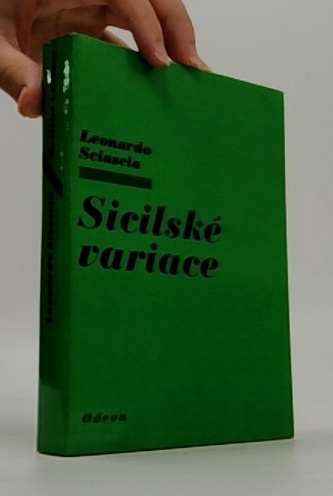 Leonardo
Sciascia
Sicilské
variace
Odeon